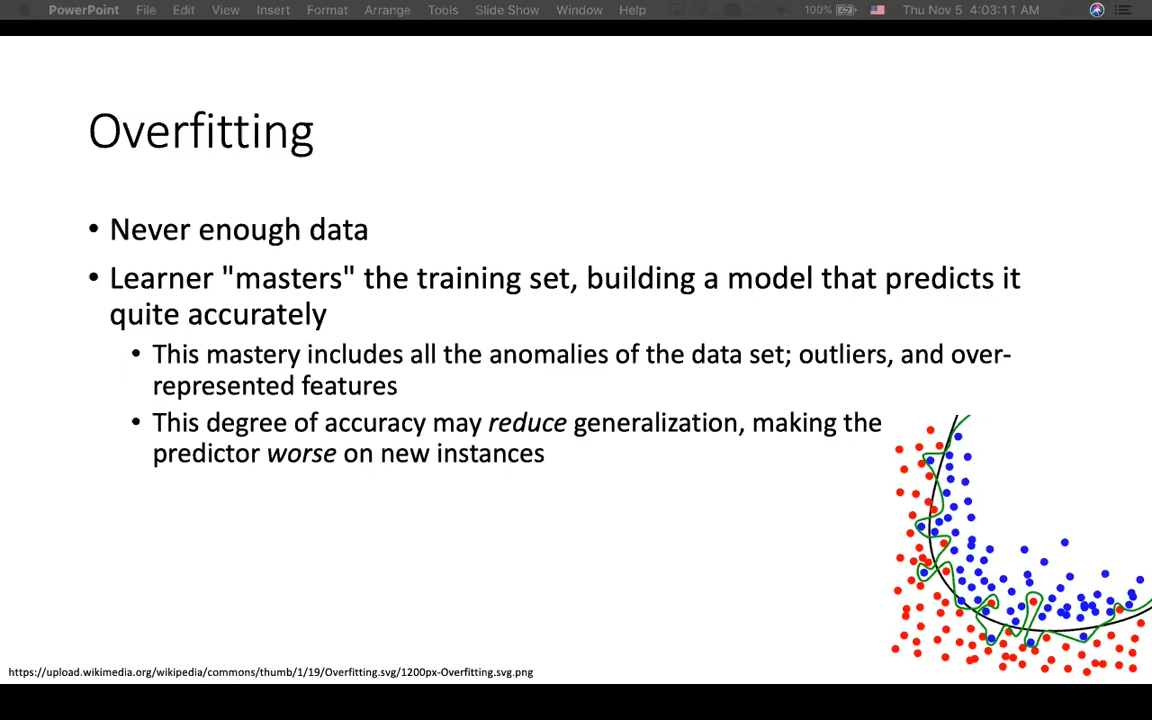 PowerPoint File Edit View Insert Format Arrange Tools Slide Show Window Help 100% Thu Nov 5 4:03:11 AM
Overfitting
• Never enough data
• Learner "masters" the training set, building a model that predicts it
quite accurately
• This mastery includes all the anomalies of the data set; outliers, and over-
represented features
• This degree of accuracy may reduce generalization, making the
predictor worse on new instances
https://upload.wikimedia.org/wikipedia/commons/thumb/1/19/Overfitting.svg/1200px-Overfitting.svg.png